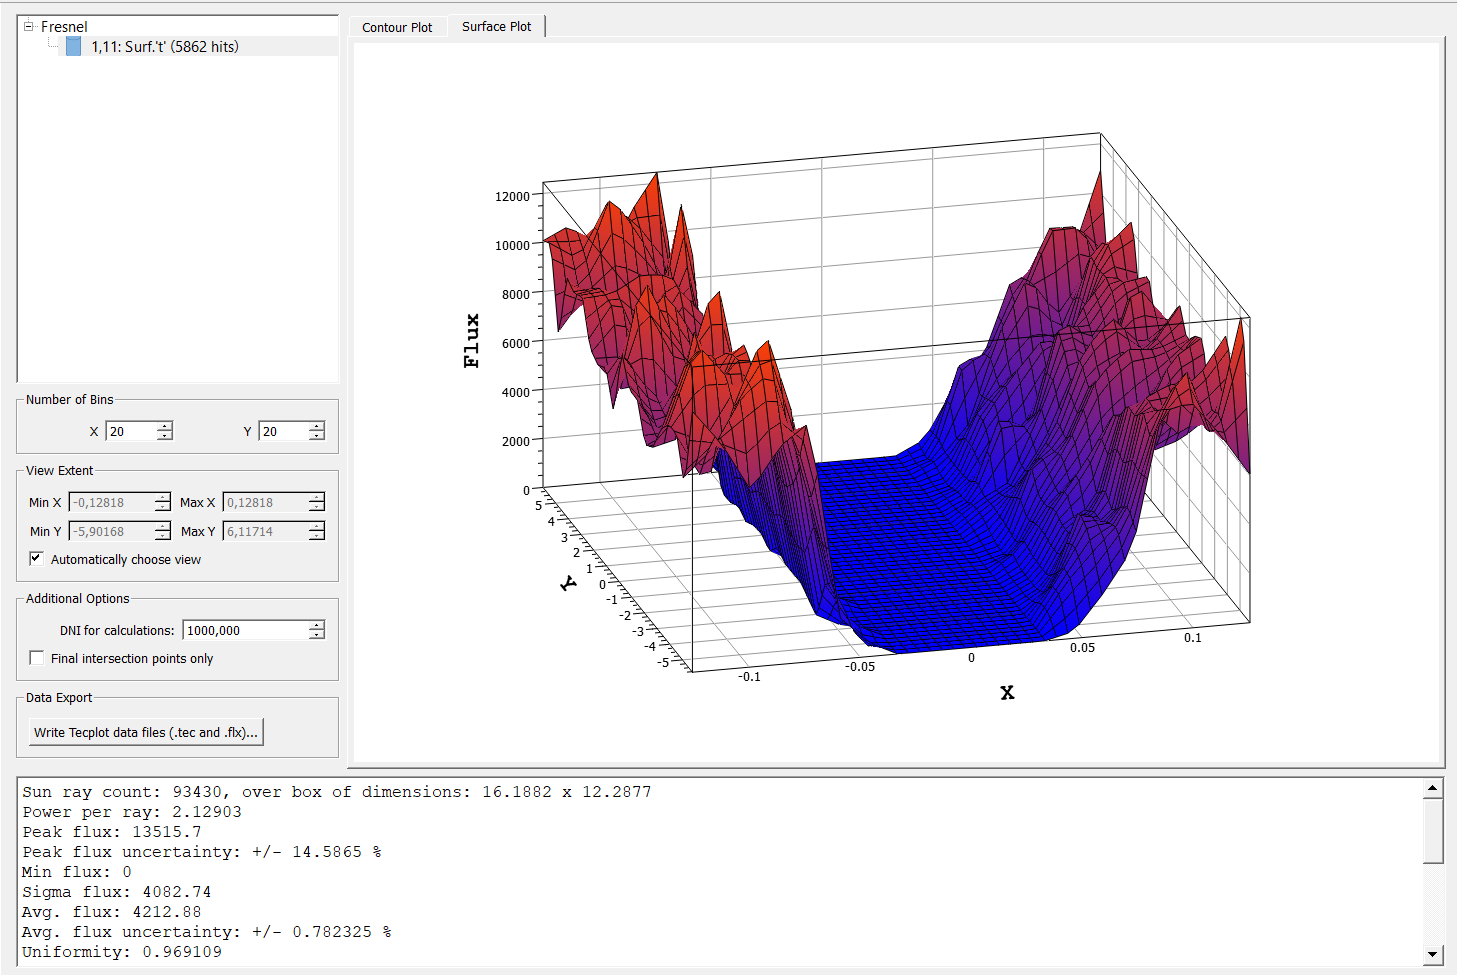 Fresnel
1,11: Surf.'t' (5862 hits)
Contour Plot
Surface Plot
Number of Bins
X 20 Y 20
View Extent
Min X -0,12818 Max X 0,12818
Min Y -5,90168 Max Y 6,11714
Automatically choose view
Additional Options
DNI for calculations: 1000,000
Final intersection points only
Data Export
Write Tecplot data files (.tec and .flx)...
Flux
12000
10000
8000
6000
4000
2000
0
Y
5
4
3
2
1
0
-1
-2
-3
-4
-5
-0.1
-0.05
0
0.05
0.1
X
Sun ray count: 93430, over box of dimensions: 16.1882 x 12.2877
Power per ray: 2.12903
Peak flux: 13515.7
Peak flux uncertainty: +/- 14.5865 %
Min flux: 0
Sigma flux: 4082.74
Avg. flux: 4212.88
Avg. flux uncertainty: +/- 0.782325 %
Uniformity: 0.969109